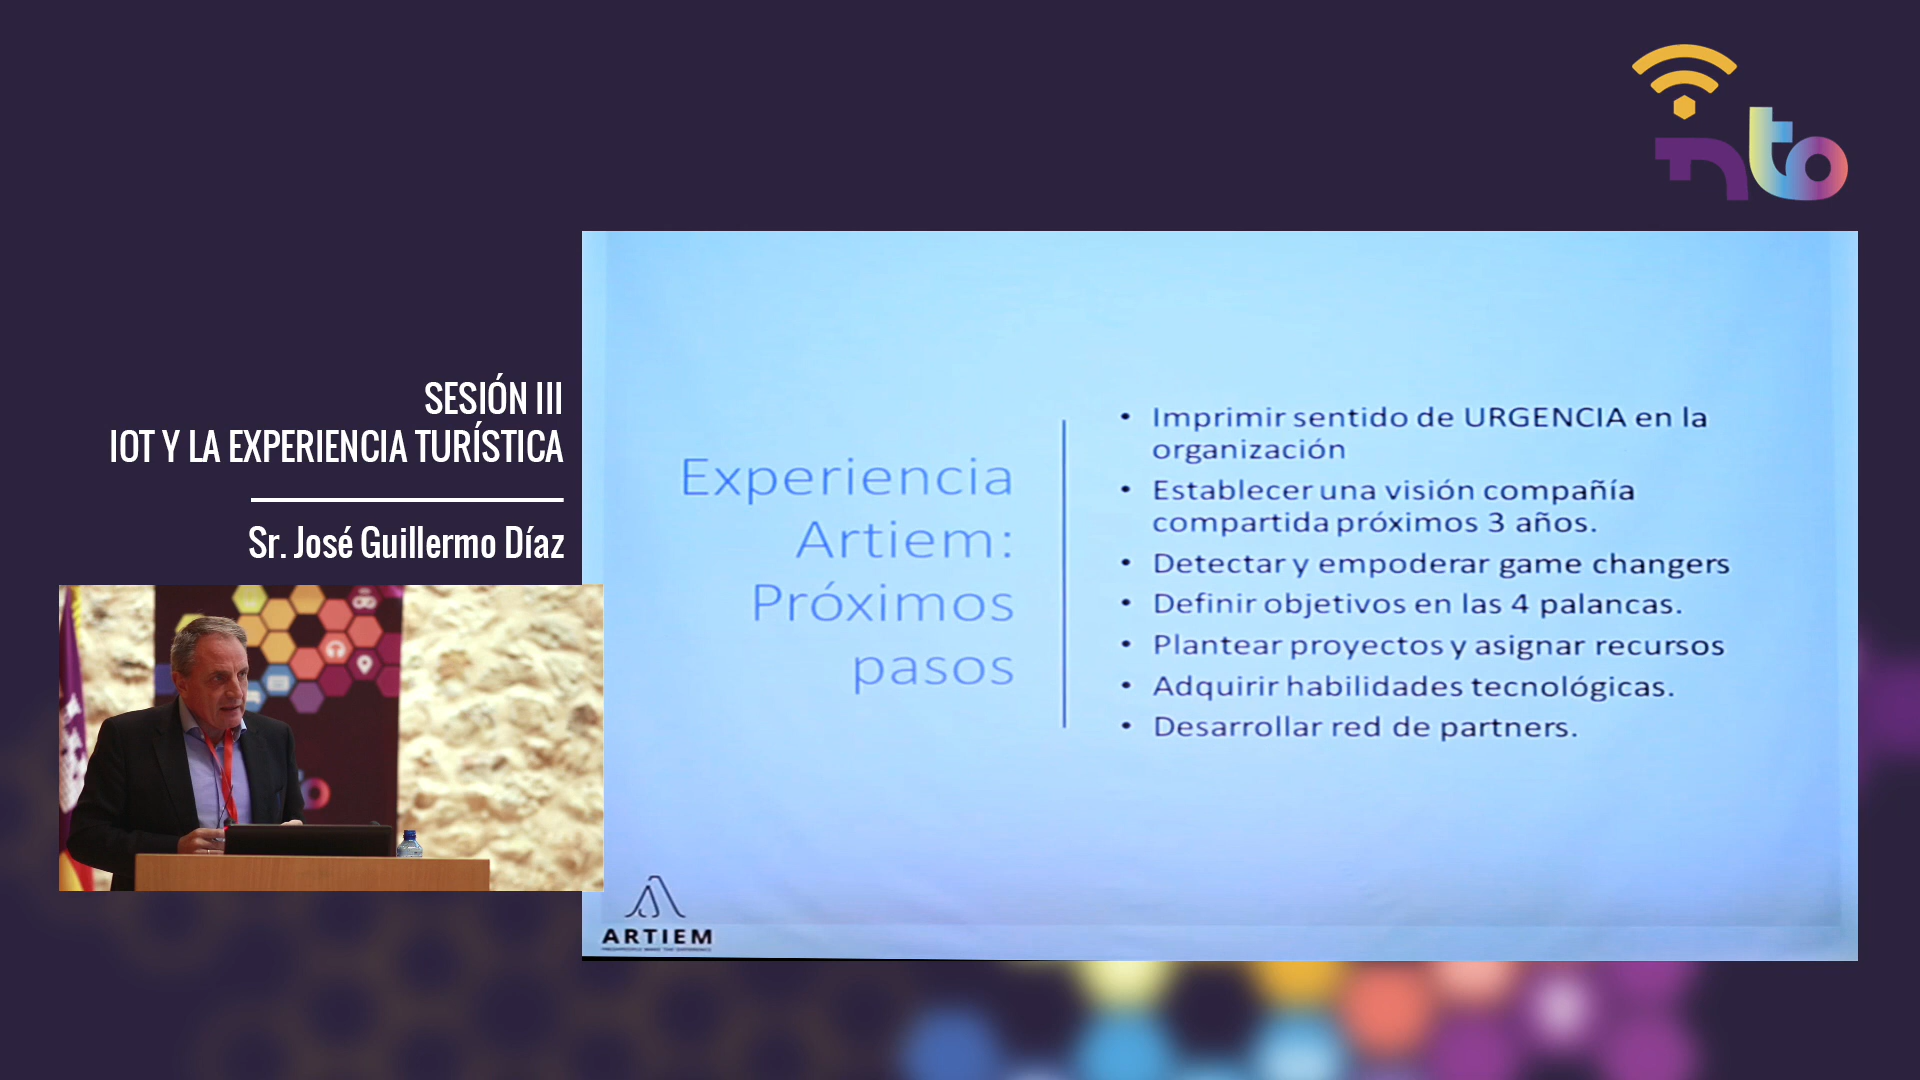 nto
SESIÓN III
IOT Y LA EXPERIENCIA TURÍSTICA
Sr. José Guillermo Díaz
Experiencia
Artiem:
Próximos
pasos
• Imprimir sentido de URGENCIA en la
organización
• Establecer una visión compañía
compartida próximos 3 años.
• Detectar y empoderar game changers
• Definir objetivos en las 4 palancas.
• Plantear proyectos y asignar recursos
• Adquirir habilidades tecnológicas.
• Desarrollar red de partners.
ARTIEM